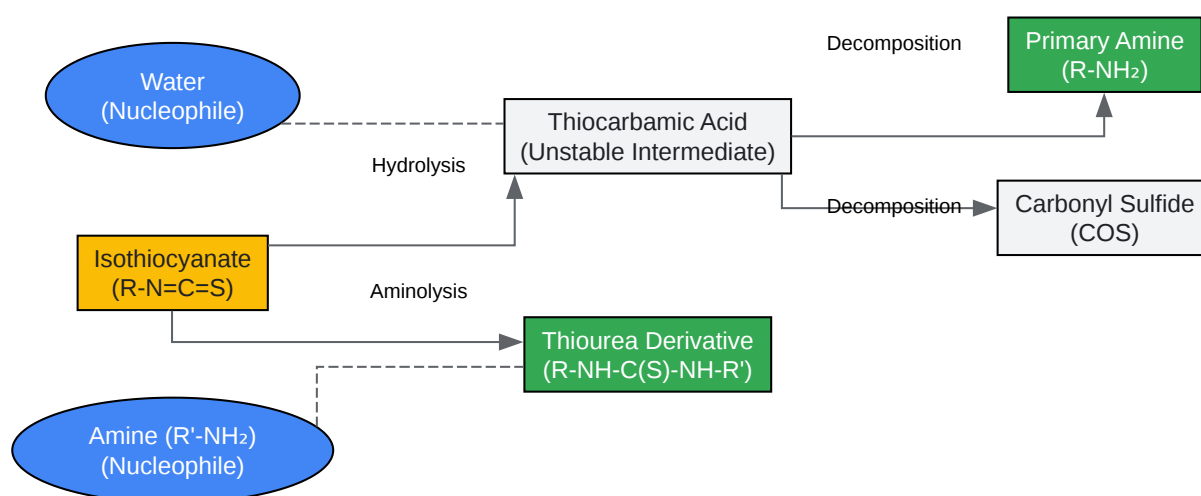 Decomposition
Primary Amine
(R-NH₂)
Water
(Nucleophile)
Thiocarbamic Acid
(Unstable Intermediate)
Hydrolysis
Decomposition
Carbonyl Sulfide
(COS)
Isothiocyanate
(R-N=C=S)
Aminolysis
Thiourea Derivative
(R-NH-C(S)-NH-R')
Amine (R'-NH₂)
(Nucleophile)